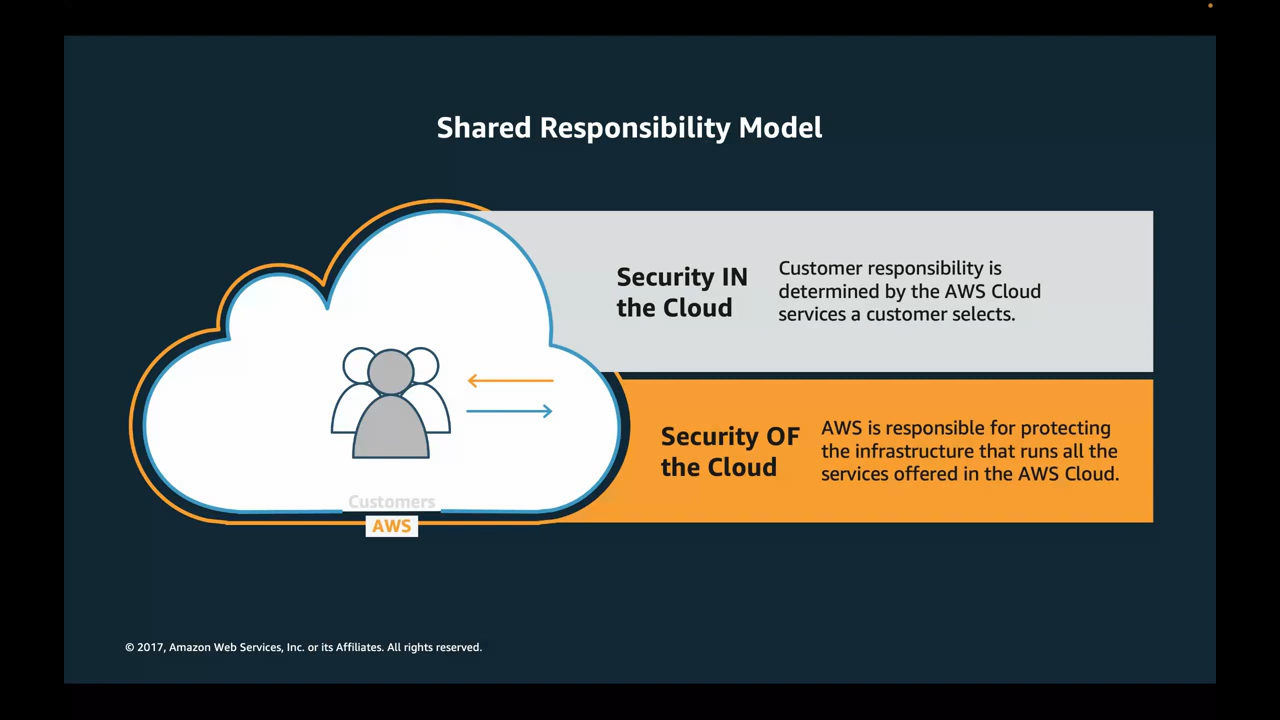 Shared Responsibility Model
Security IN
the Cloud
Customer responsibility is
determined by the AWS Cloud
services a customer selects.
Security OF
the Cloud
AWS is responsible for protecting
the infrastructure that runs all the
services offered in the AWS Cloud.
Customers
AWS
© 2017, Amazon Web Services, Inc. or its Affiliates. All rights reserved.